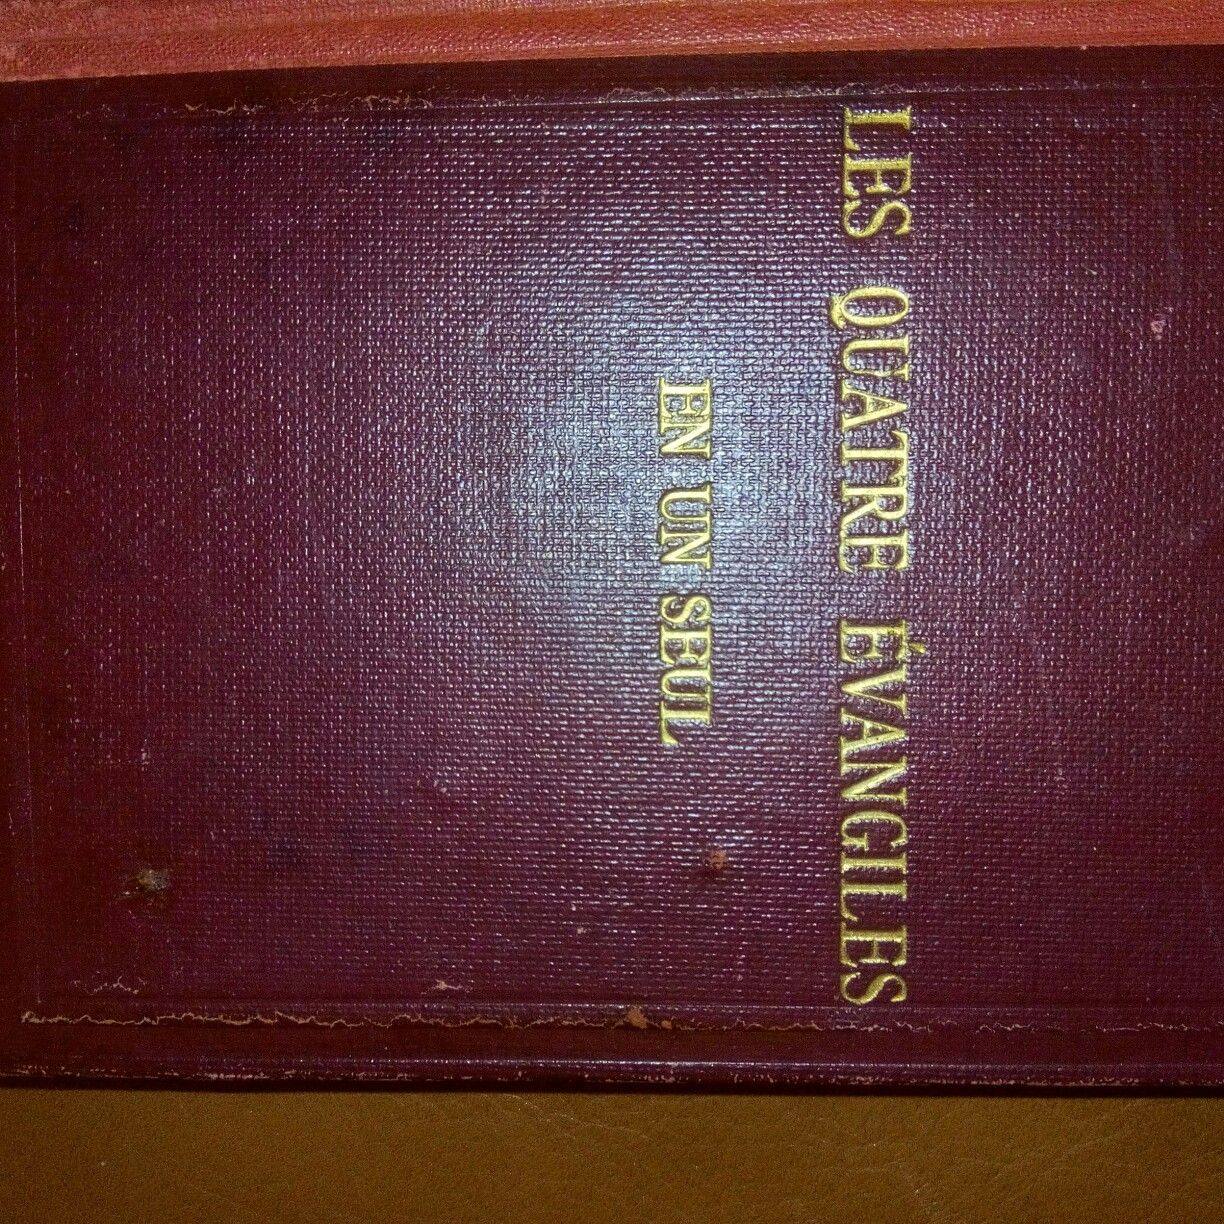 LES QUATRE ÉVANGILES
EN UN SEUL